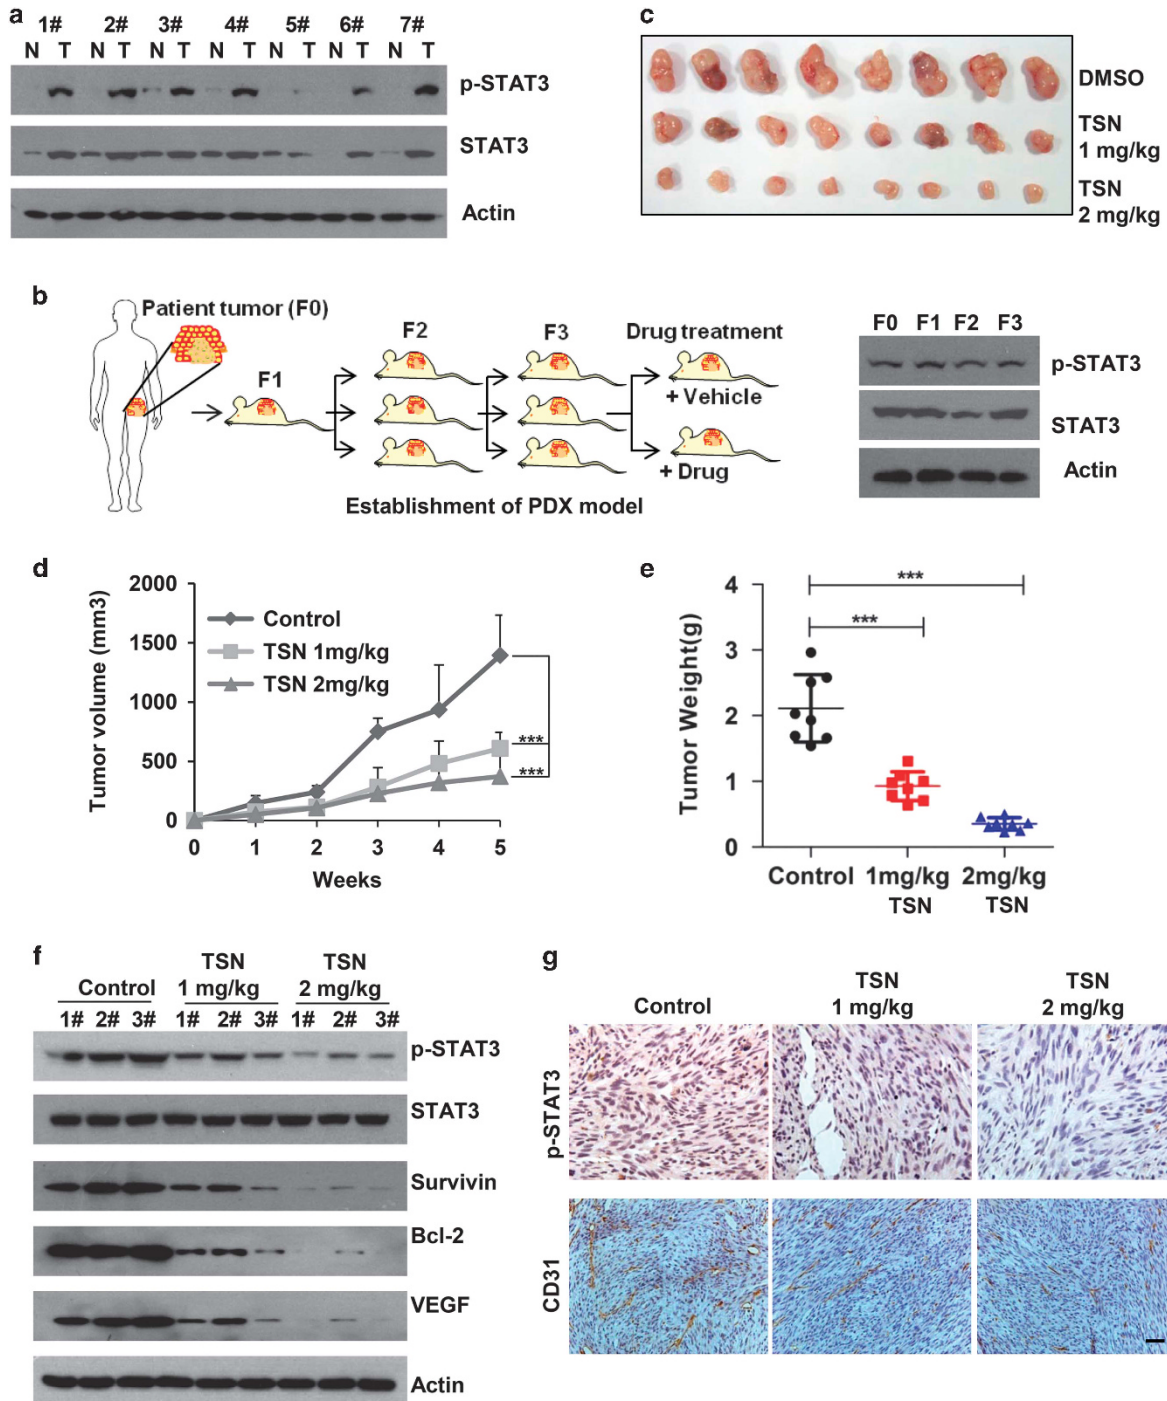 a
1# 2# 3# 4# 5# 6# 7#
N T N T N T N T N T N T N T
p-STAT3
STAT3
Actin
c
DMSO
TSN
1 mg/kg
TSN
2 mg/kg
b
Patient tumor (F0)
F1
F2
F3
Drug treatment
+ Vehicle
+ Drug
Establishment of PDX model
F0 F1 F2 F3
p-STAT3
STAT3
Actin
d
Tumor volume (mm3)
2000
1500
1000
500
0
Control
TSN 1mg/kg
TSN 2mg/kg
***
***
0 1 2 3 4 5
Weeks
e
Tumor Weight(g)
4
3
2
1
0
***
***
Control 1mg/kg 2mg/kg
TSN TSN
f
Control
TSN
1 mg/kg
TSN
2 mg/kg
1# 2# 3# 1# 2# 3# 1# 2# 3#
p-STAT3
STAT3
Survivin
Bcl-2
VEGF
Actin
g
Control
TSN
1 mg/kg
TSN
2 mg/kg
p-STAT3
CD31